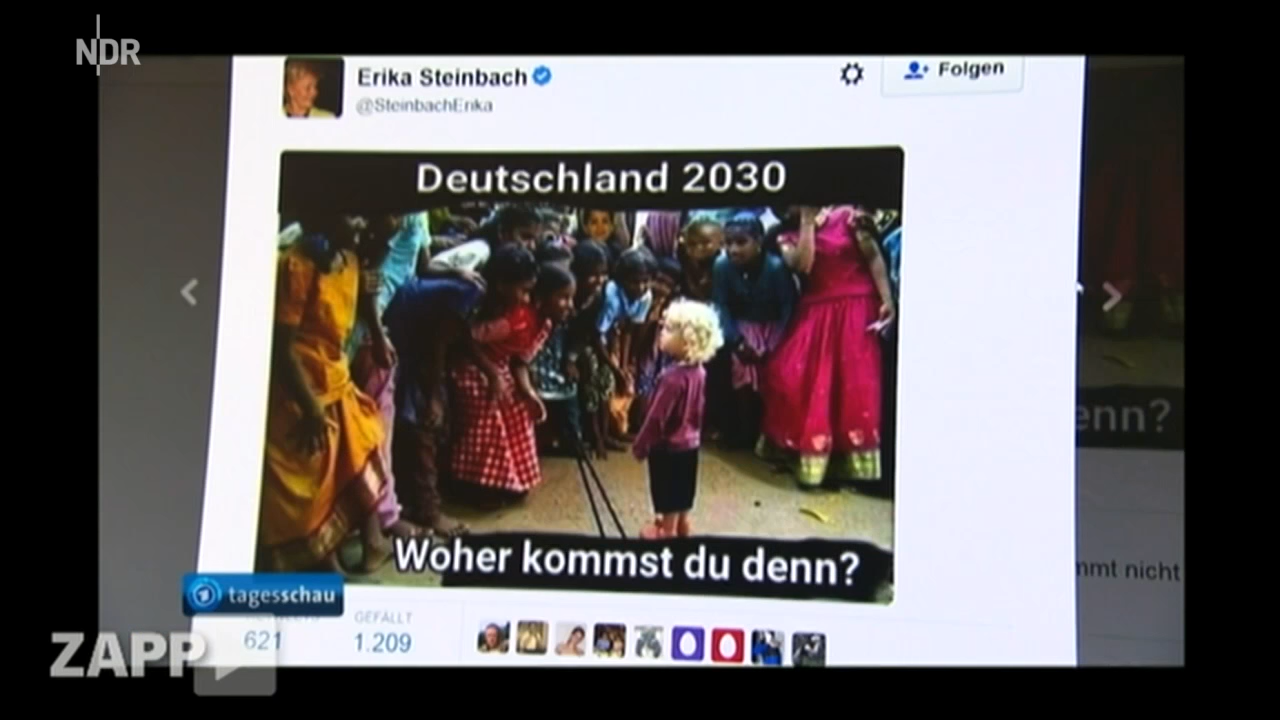 NDR
Erika Steinbach
@SteinbachErika
Folgen
Deutschland 2030
Woher kommst du denn?
enn?
mmt nicht
tagesschau
GEFÄLLT
621
1.209
ZAPP